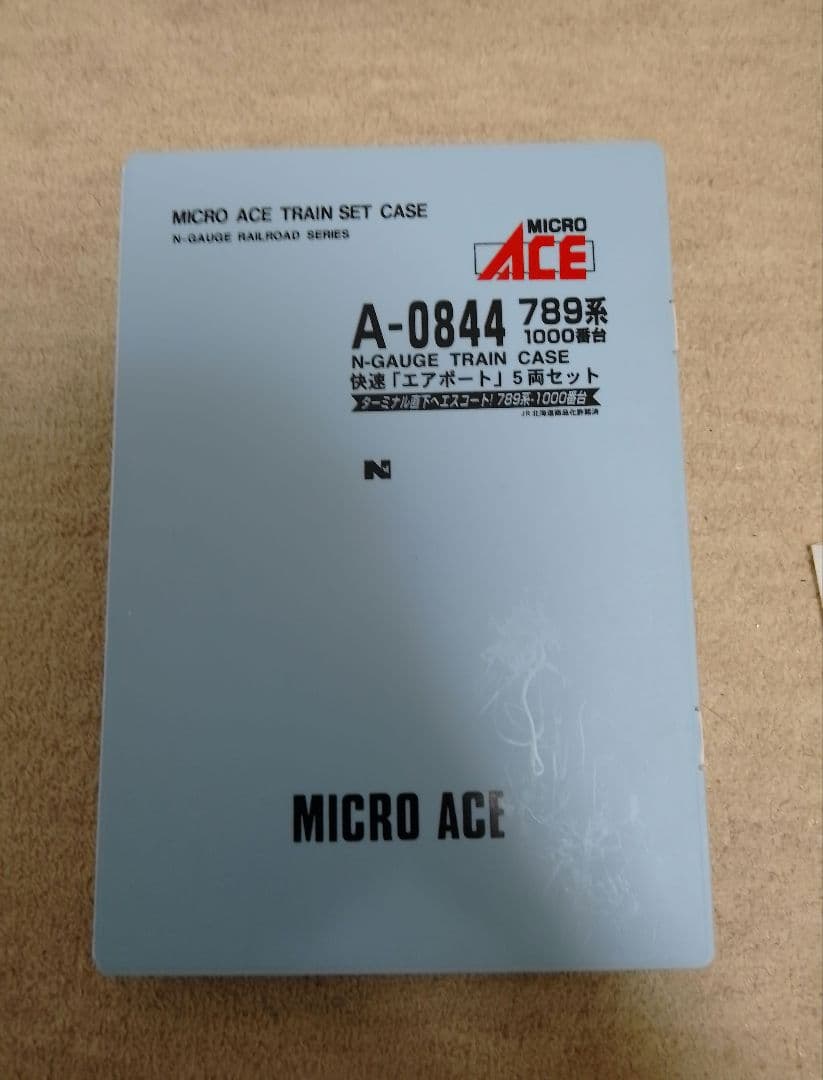 MICRO ACE TRAIN SET CASE
N-GAUGE RAILROAD SERIES
MICRO
ACE
A-0844 789系
1000番台
N-GAUGE TRAIN CASE
快速「エアポート」5両セット
ターミナル直下へエスコート! 789系-1000番台
JR北海道商品化許諾済
N
MICRO ACE